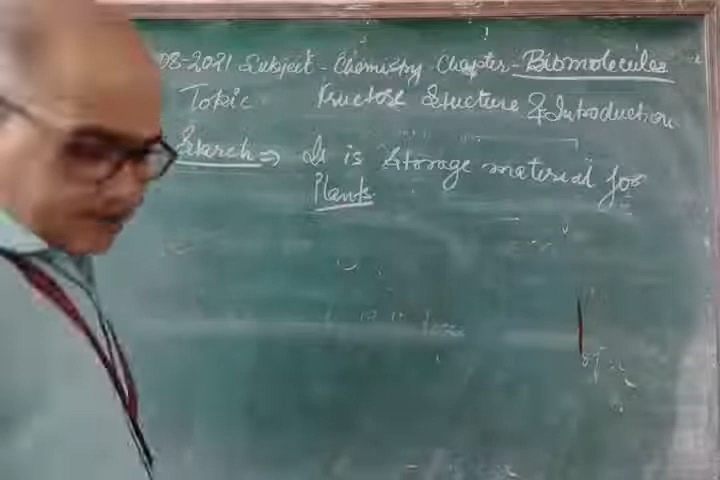 08-2021 Subject - Chemistry Chapter - Biomolecules
Topic Fructose Structure & Introduction
Starch ⇒ It is storage material for
Plants